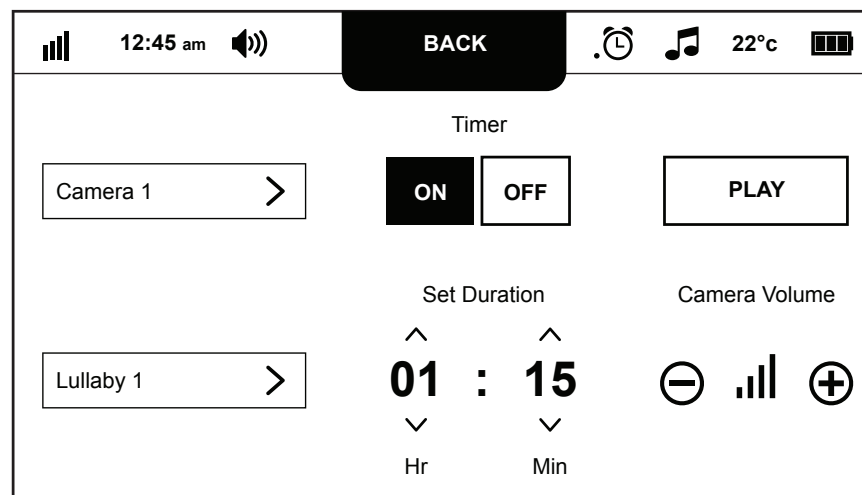 12:45 am BACK 22°c
Timer
Camera 1 ON OFF PLAY
Set Duration Camera Volume
Lullaby 1 01 : 15
Hr Min